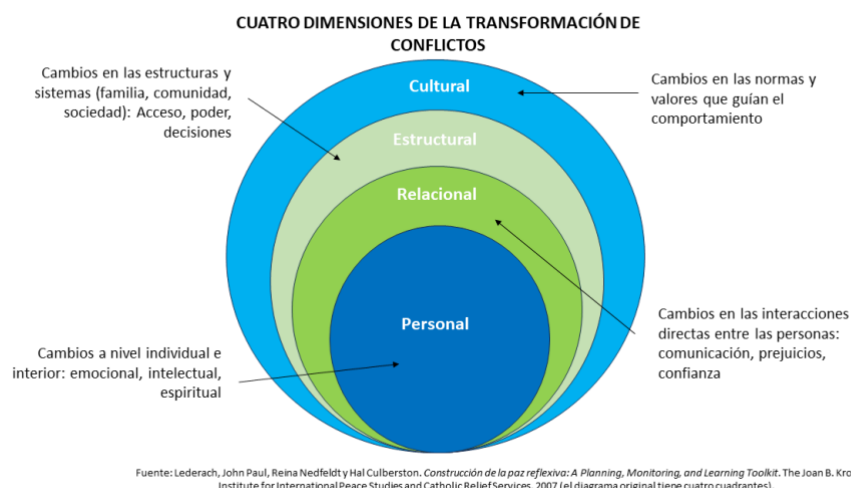 CUATRO DIMENSIONES DE LA TRANSFORMACIÓN DE
CONFLICTOS
Cambios en las estructuras y
sistemas (familia, comunidad,
sociedad): Acceso, poder,
decisiones
Cultural
Cambios en las normas y
valores que guían el
comportamiento
Estructural
Relacional
Personal
Cambios en las interacciones
directas entre las personas:
comunicación, prejuicios,
confianza
Cambios a nivel individual e
interior: emocional, intelectual,
espiritual
Fuente: Lederach, John Paul, Reina Nedfeldt y Hal Culberston. Construcción de la paz reflexiva: A Planning, Monitoring, and Learning Toolkit. The Joan B. Kro
Institute for International Peace Studies and Catholic Relief Services, 2007 (el diagrama original tiene cuatro cuadrantes).